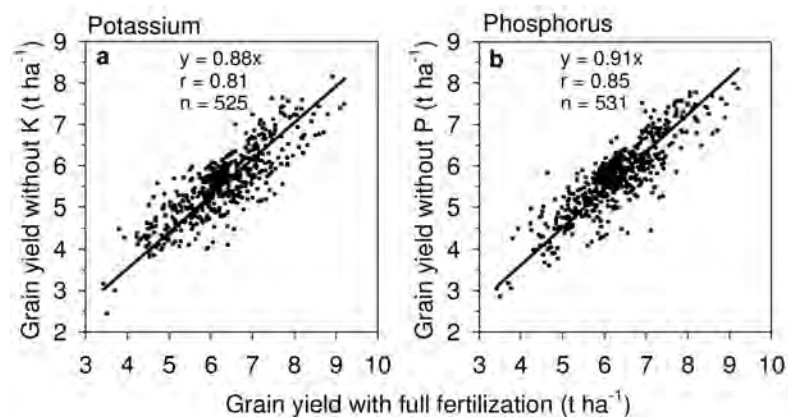 Potassium
a
y = 0.88x
r = 0.81
n = 525
Grain yield without K (t ha⁻¹)
9
8
7
6
5
4
3
2
3 4 5 6 7 8 9 10
Phosphorus
b
y = 0.91x
r = 0.85
n = 531
Grain yield without P (t ha⁻¹)
9
8
7
6
5
4
3
2
3 4 5 6 7 8 9 10
Grain yield with full fertilization (t ha⁻¹)